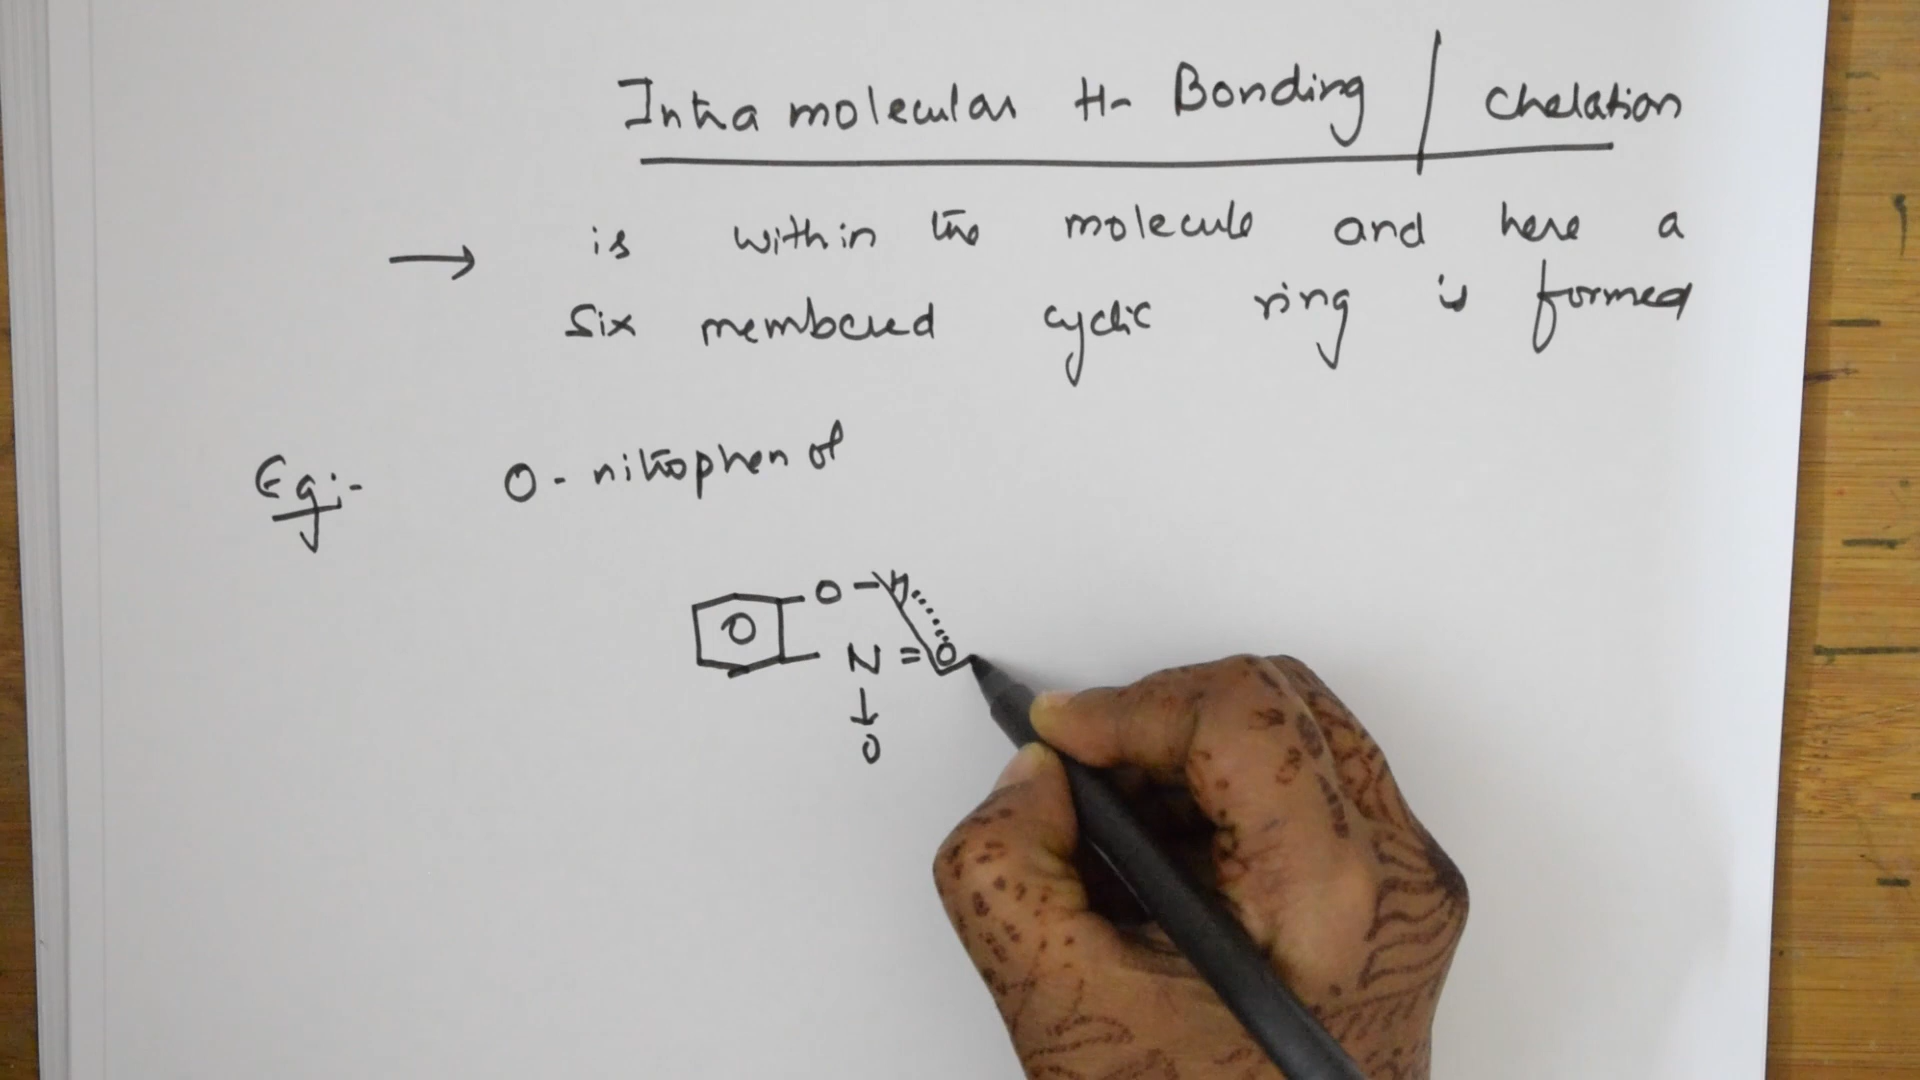 Intra molecular H- Bonding / chelation
→ is within the molecule and here a
six membered cyclic ring is formed
Eg:- O-nitrophenol
O - H
O
N = O
↓
O